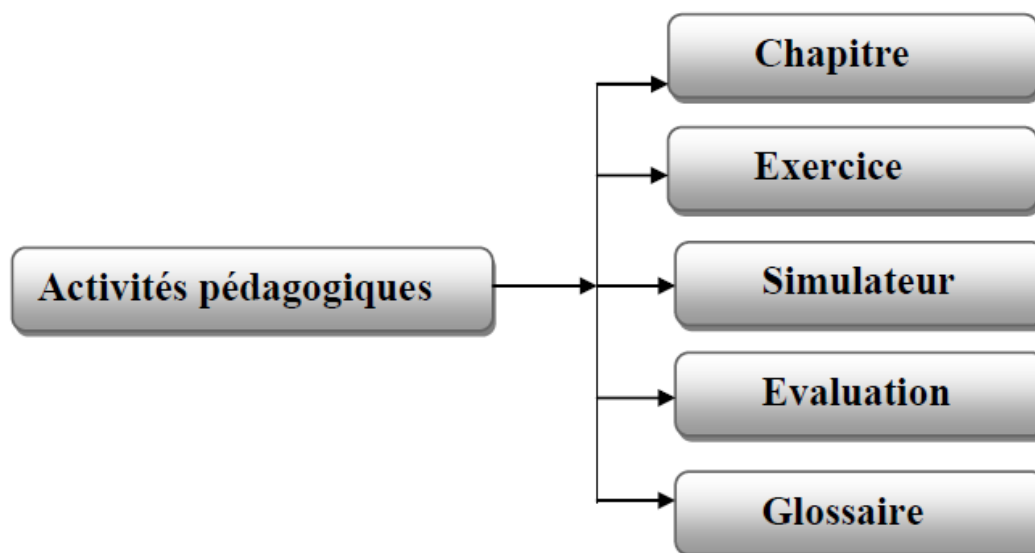 Chapitre
Exercice
Activités pédagogiques
Simulateur
Evaluation
Glossaire